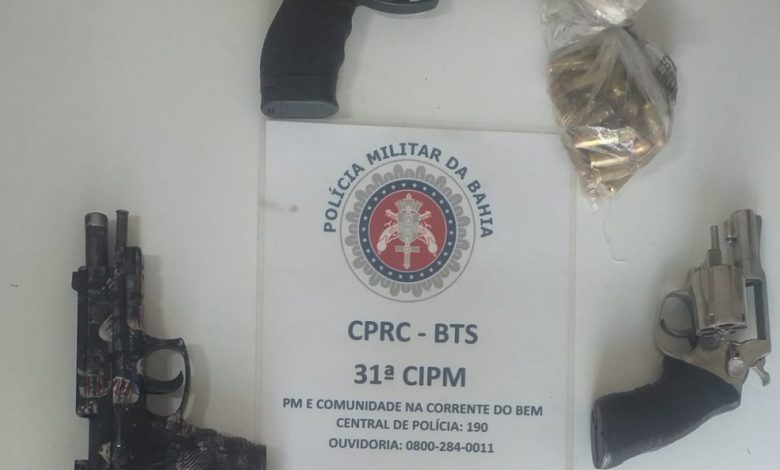 POLÍCIA MILITAR DA BAHIA
CPRC - BTS
31ª CIPM
PM E COMUNIDADE NA CORRENTE DO BEM
CENTRAL DE POLÍCIA: 190
OUVIDORIA: 0800-284-0011